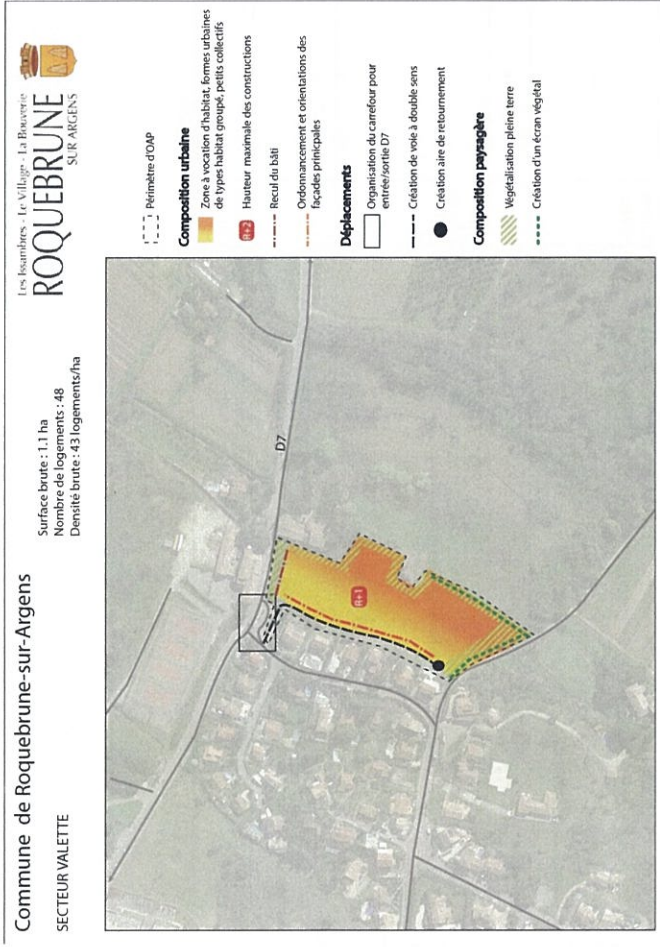 Commune de Roquebrune-sur-Argens
SECTEUR VALETTE
Surface brute : 1.1 ha
Nombre de logements : 48
Densité brute : 43 logements/ha
Les Issambres - Le Village - La Bouverie
ROQUEBRUNE
SUR ARGENS
D7
R+1
Périmètre d'OAP
Composition urbaine
Zone à vocation d'habitat, formes urbaines
de types habitat groupé, petits collectifs
R+2
Hauteur maximale des constructions
Recul du bâti
Ordonnancement et orientations des
façades prinicpales
Déplacements
Organisation du carrefour pour
entrée/sortie D7
Création de voie à double sens
Création aire de retournement
Composition paysagère
Végétalisation pleine terre
Création d'un écran végétal